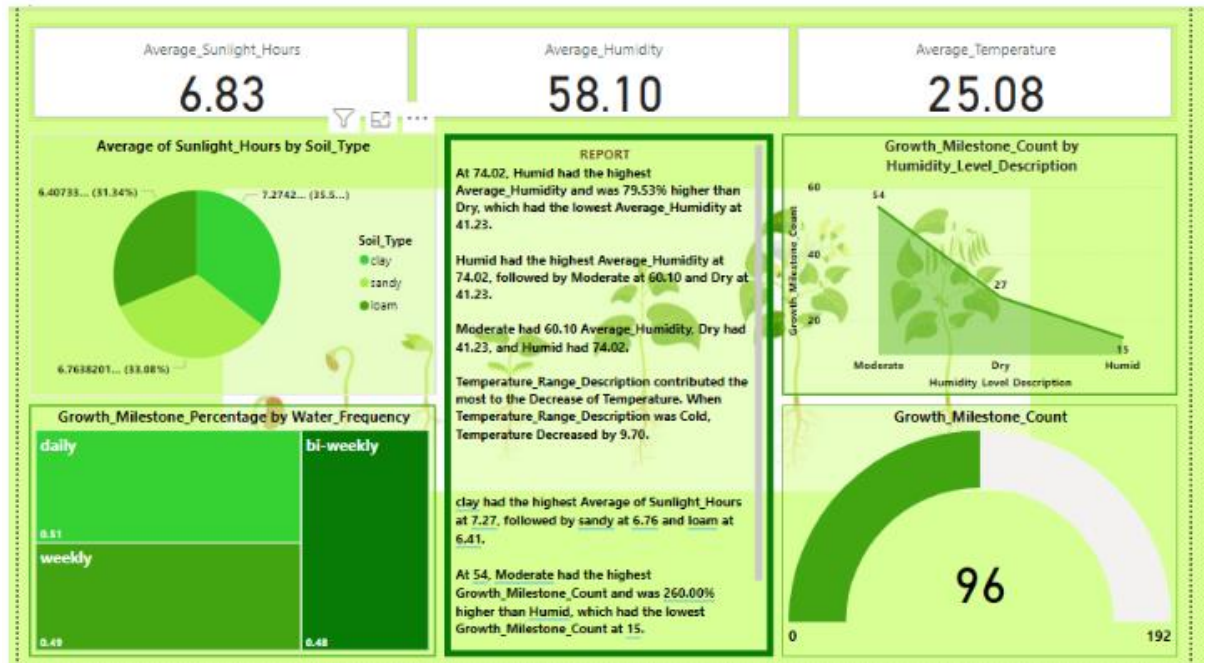 Average_Sunlight_Hours
6.83
Average_Humidity
58.10
Average_Temperature
25.08
Average of Sunlight_Hours by Soil_Type
6.40733... (31.34%)
7.2742... (35.5...)
6.7638201... (33.08%)
Soil_Type
clay
sandy
loam
REPORT
At 74.02, Humid had the highest
Average_Humidity and was 79.53% higher than
Dry, which had the lowest Average_Humidity at
41.23.
Humid had the highest Average_Humidity at
74.02, followed by Moderate at 60.10 and Dry at
41.23.
Moderate had 60.10 Average_Humidity, Dry had
41.23, and Humid had 74.02.
Temperature_Range_Description contributed the
most to the Decrease of Temperature. When
Temperature_Range_Description was Cold,
Temperature Decreased by 9.70.
clay had the highest Average of Sunlight_Hours
at 7.27, followed by sandy at 6.76 and loam at
6.41.
At 54, Moderate had the highest
Growth_Milestone_Count and was 260.00%
higher than Humid, which had the lowest
Growth_Milestone_Count at 15.
Growth_Milestone_Count by
Humidity_Level_Description
Growth_Milestone_Count
60
40
20
54
27
15
Moderate
Dry
Humid
Humidity Level Description
Growth_Milestone_Percentage by Water_Frequency
daily
0.51
weekly
0.49
bi-weekly
0.48
Growth_Milestone_Count
96
0
192